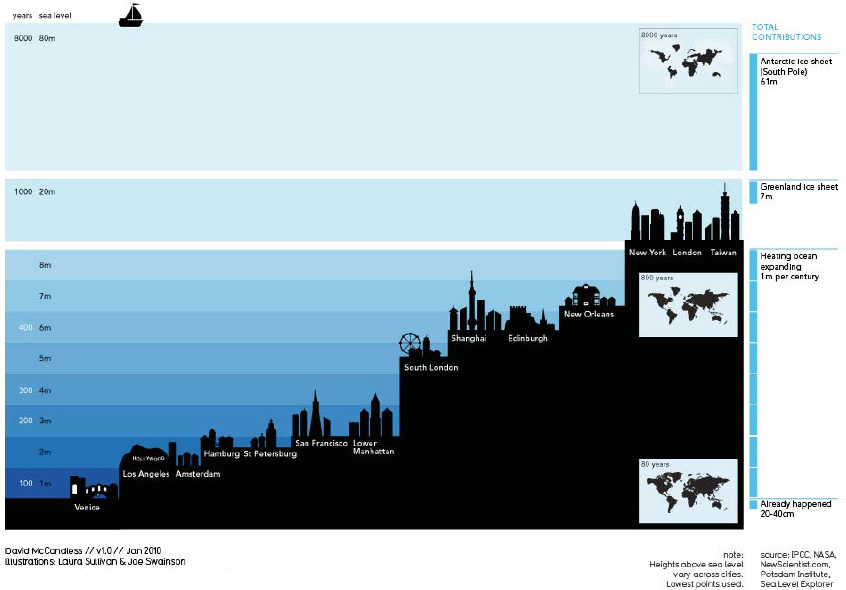 years sea level
8000 80m
8000 years
TOTAL
CONTRIBUTIONS
Antarctic ice sheet
(South Pole)
61m
1000 20m
Greenland ice sheet
7m
New York London Taiwan
8m
Heating ocean
expanding
1m per century
800 years
7m
New Orleans
400 6m
Shanghai Edinburgh
5m
South London
300 4m
200 3m
San Francisco Lower
Manhattan
2m
Hamburg St Petersburg
HOLLYWOOD
Los Angeles Amsterdam
80 years
100 1m
Venice
Already happened
20-40cm
David McCandless // v1.0 // Jan 2010
Illustrations: Laura Sullivan & Joe Swainson
note:
Heights above sea level
vary across cities.
Lowest points used.
source: IPCC, NASA,
NewScientist.com,
Potsdam Institute,
Sea Level Explorer